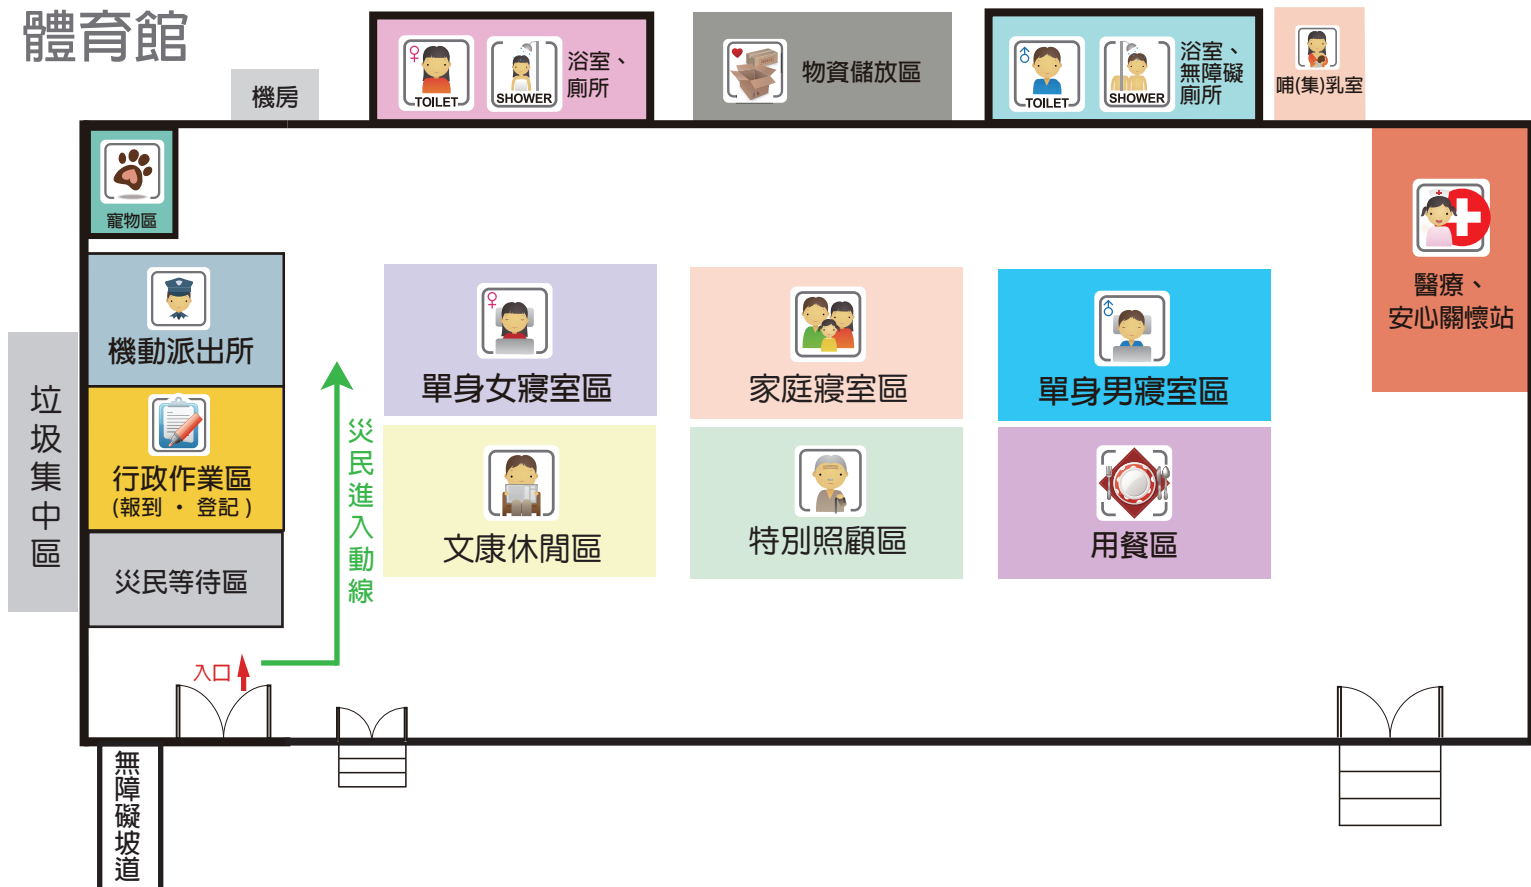 體育館
機房
TOILET
SHOWER
浴室、
廁所
物資儲放區
TOILET
SHOWER
浴室、
無障礙
廁所
哺(集)乳室
寵物區
機動派出所
行政作業區
(報到 ‧ 登記 )
災民等待區
垃圾集中區
災民進入動線
單身女寢室區
家庭寢室區
單身男寢室區
醫療、
安心關懷站
文康休閒區
特別照顧區
用餐區
入口
無障礙坡道